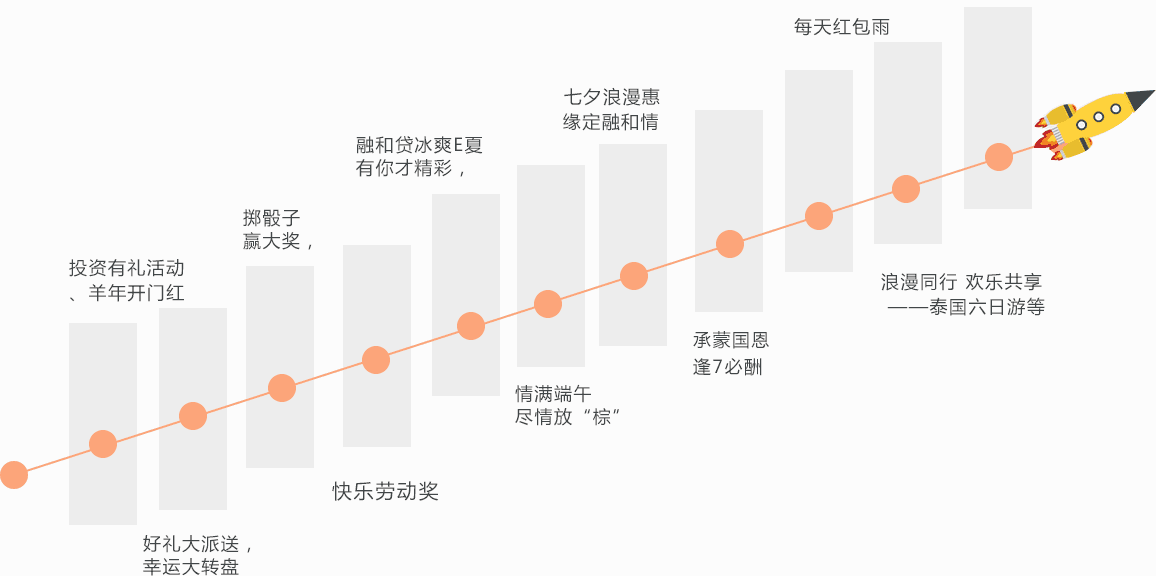 投资有礼活动
、羊年开门红
好礼大派送，
幸运大转盘
掷骰子
赢大奖，
快乐劳动奖
融和贷冰爽E夏
有你才精彩，
情满端午
尽情放“棕”
七夕浪漫惠
缘定融和情
承蒙国恩
逢7必酬
每天红包雨
浪漫同行 欢乐共享
——泰国六日游等